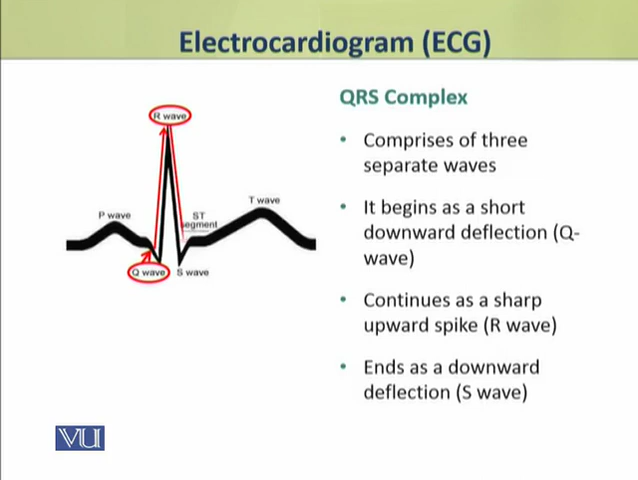 Electrocardiogram (ECG)
QRS Complex
• Comprises of three
separate waves
• It begins as a short
downward deflection (Q-
wave)
• Continues as a sharp
upward spike (R wave)
• Ends as a downward
deflection (S wave)
R wave
P wave
ST
segment
T wave
Q wave
S wave
VU